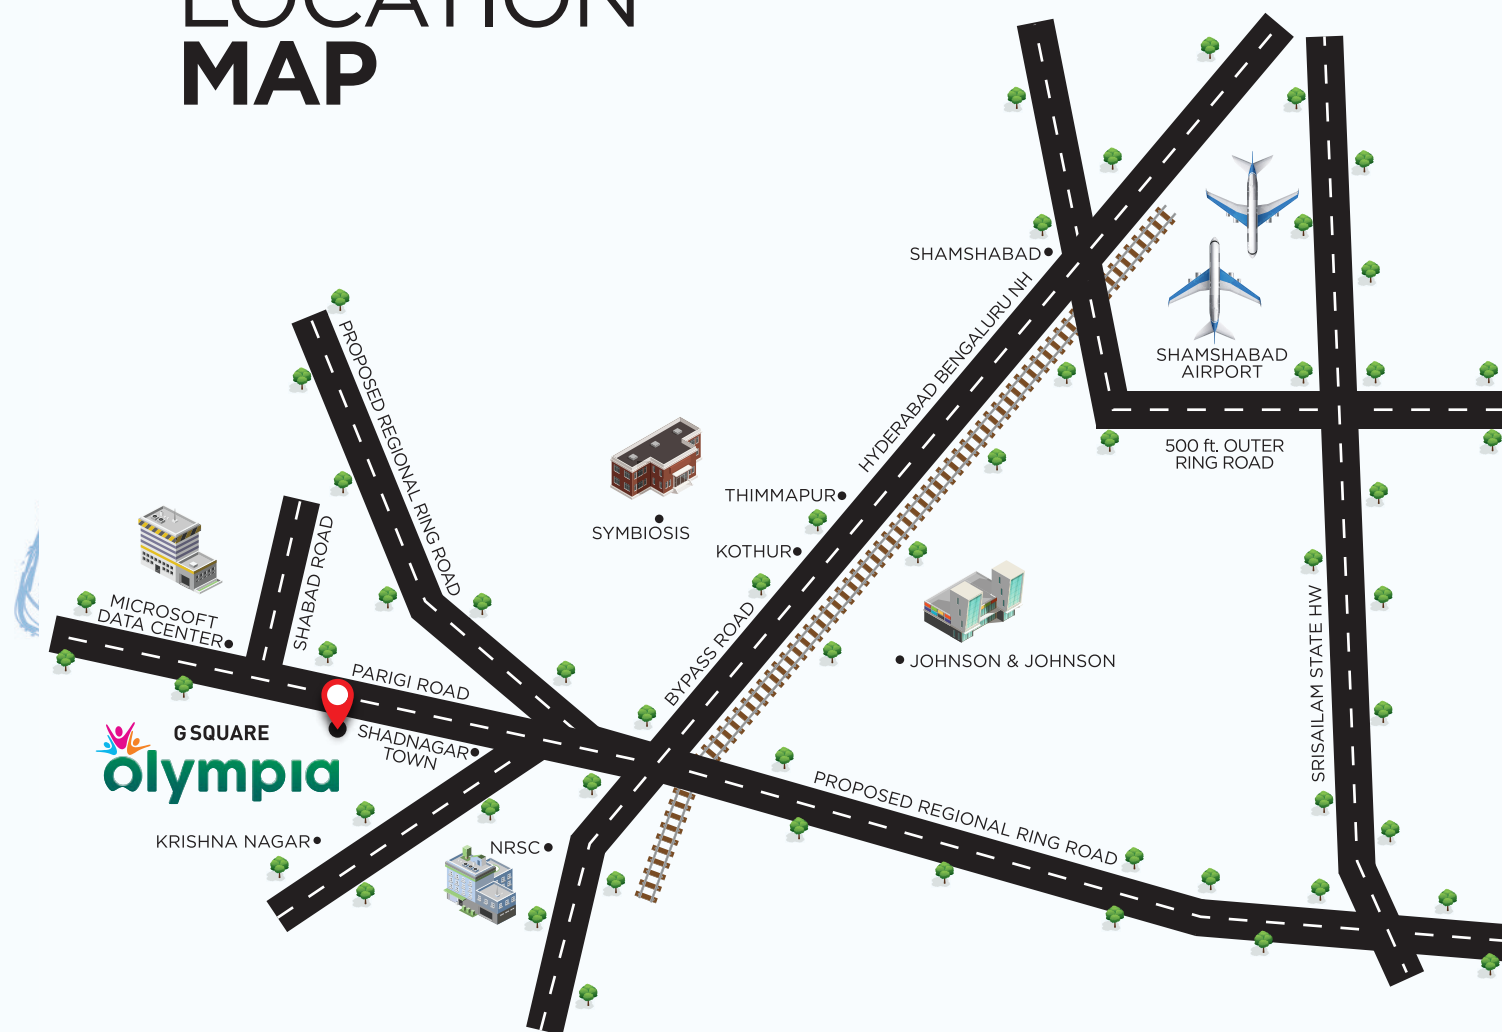 LOCATION
MAP
SHAMSHABAD
HYDERABAD BENGALURU NH
SHAMSHABAD
AIRPORT
500 ft. OUTER
RING ROAD
PROPOSED REGIONAL RING ROAD
SYMBIOSIS
THIMMAPUR
KOTHUR
SHABAD ROAD
MICROSOFT
DATA CENTER
BYPASS ROAD
JOHNSON & JOHNSON
SRISAILAM STATE HW
PARIGI ROAD
G SQUARE
olympia
SHADNAGAR
TOWN
PROPOSED REGIONAL RING ROAD
KRISHNA NAGAR
NRSC